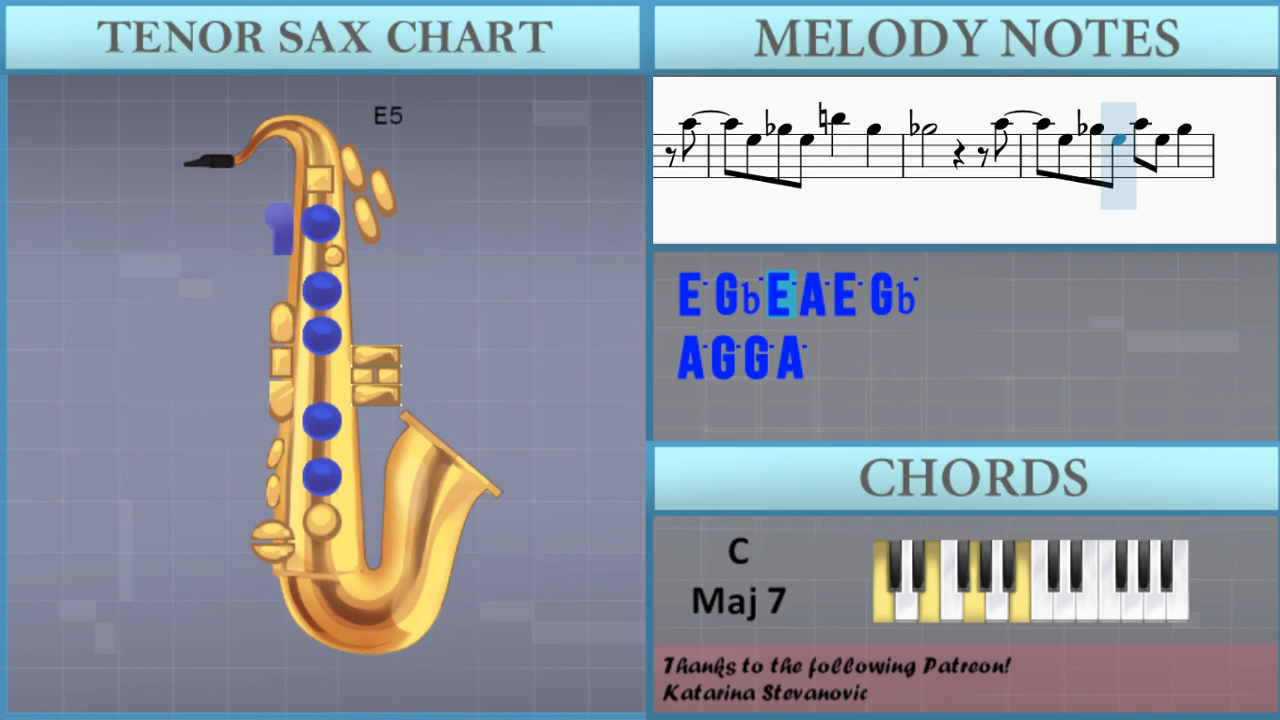 TENOR SAX CHART
E5
MELODY NOTES
E- Gb- E- A- E- Gb-
A- G- G- A-
CHORDS
C
Maj 7
Thanks to the following Patreon!
Katarina Stevanovic